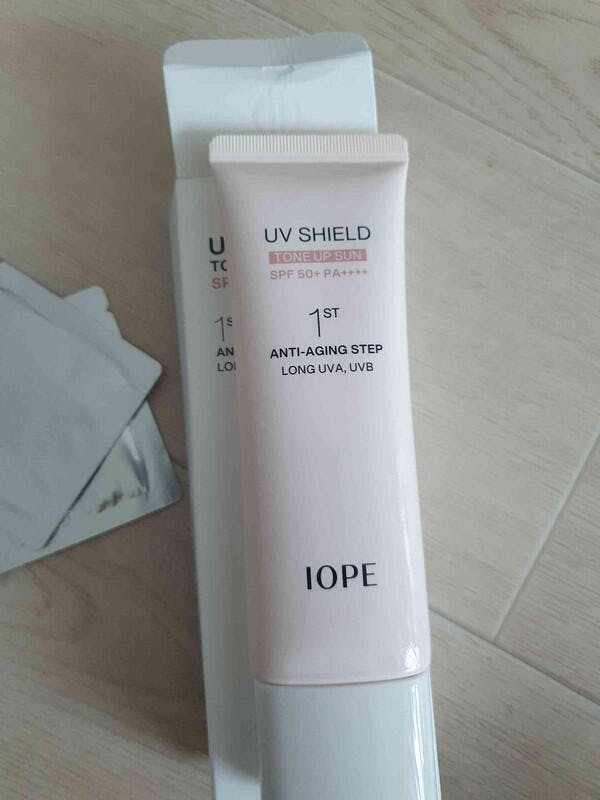 UV SHIELD
TONE UP SUN
SPF 50+ PA++++
1ST
ANTI-AGING STEP
LONG UVA, UVB
IOPE